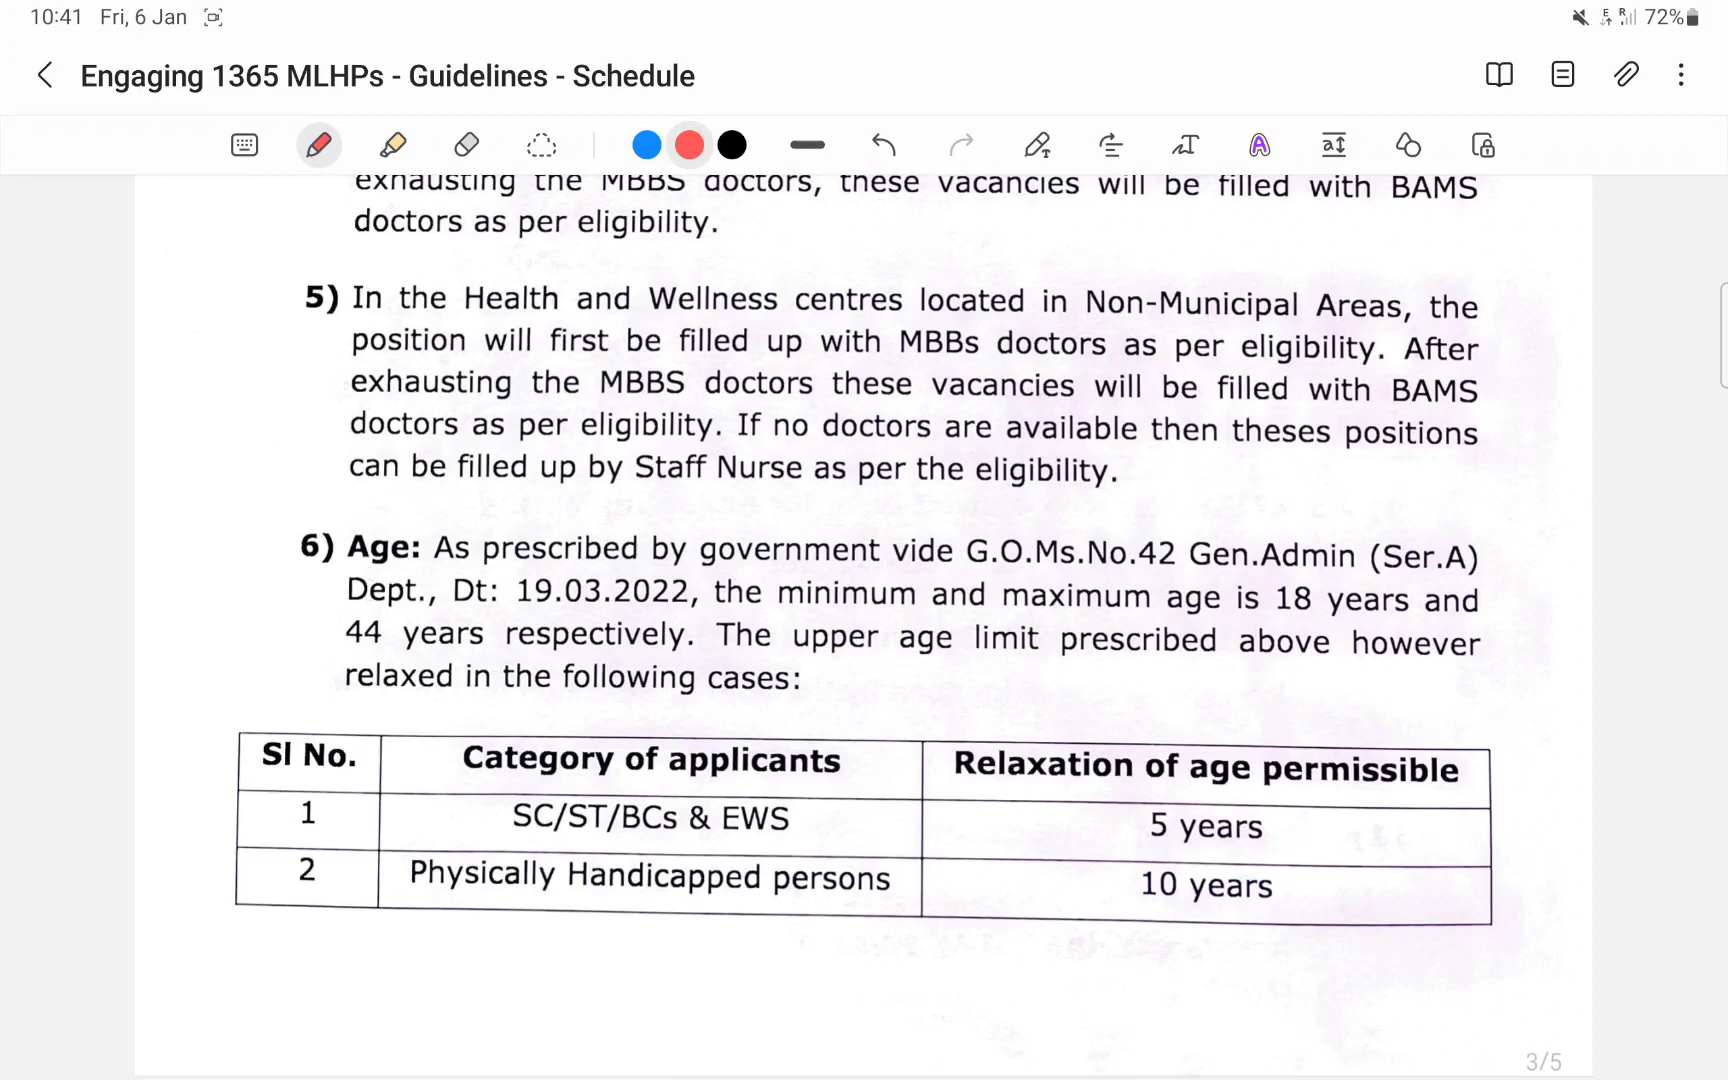 10:41 Fri, 6 Jan
72%
Engaging 1365 MLHPs - Guidelines - Schedule
exhausting the MBBS doctors, these vacancies will be filled with BAMS
doctors as per eligibility.
5) In the Health and Wellness centres located in Non-Municipal Areas, the
position will first be filled up with MBBs doctors as per eligibility. After
exhausting the MBBS doctors these vacancies will be filled with BAMS
doctors as per eligibility. If no doctors are available then theses positions
can be filled up by Staff Nurse as per the eligibility.
6) Age: As prescribed by government vide G.O.Ms.No.42 Gen.Admin (Ser.A)
Dept., Dt: 19.03.2022, the minimum and maximum age is 18 years and
44 years respectively. The upper age limit prescribed above however
relaxed in the following cases:
Sl No. Category of applicants Relaxation of age permissible
1 SC/ST/BCs & EWS 5 years
2 Physically Handicapped persons 10 years
3/5